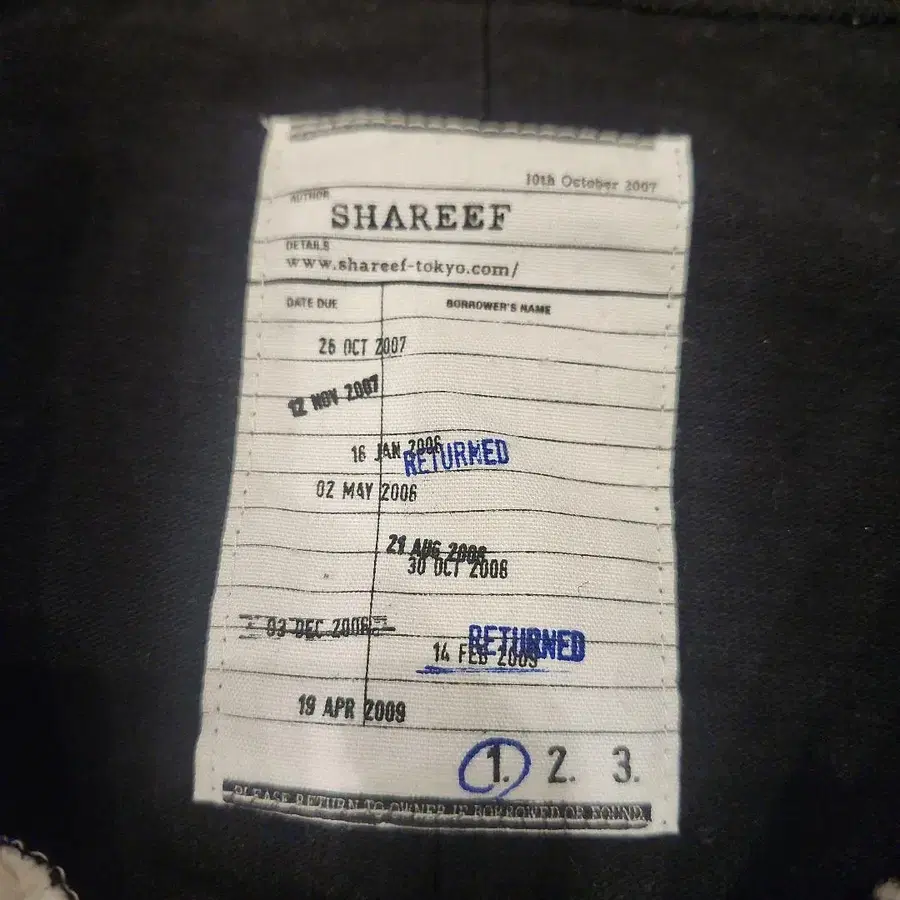 10th October 2007
AUTHOR
SHAREEF
DETAILS
www.shareef-tokyo.com/
DATE DUE BORROWER'S NAME
26 OCT 2007
12 NOV 2007
16 JAN 2006
RETURNED
02 MAY 2006
21 AUG 2008
30 OCT 2006
03 DEC 2006
RETURNED
14 FEB 2009
19 APR 2009
1. 2. 3.
PLEASE RETURN TO OWNER IF BORROWED OR FOUND